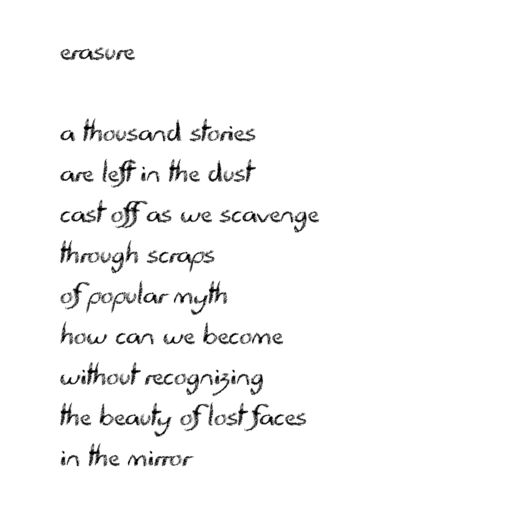 erasure
a thousand stories
are left in the dust
cast off as we scavenge
through scraps
of popular myth
how can we become
without recognizing
the beauty of lost faces
in the mirror